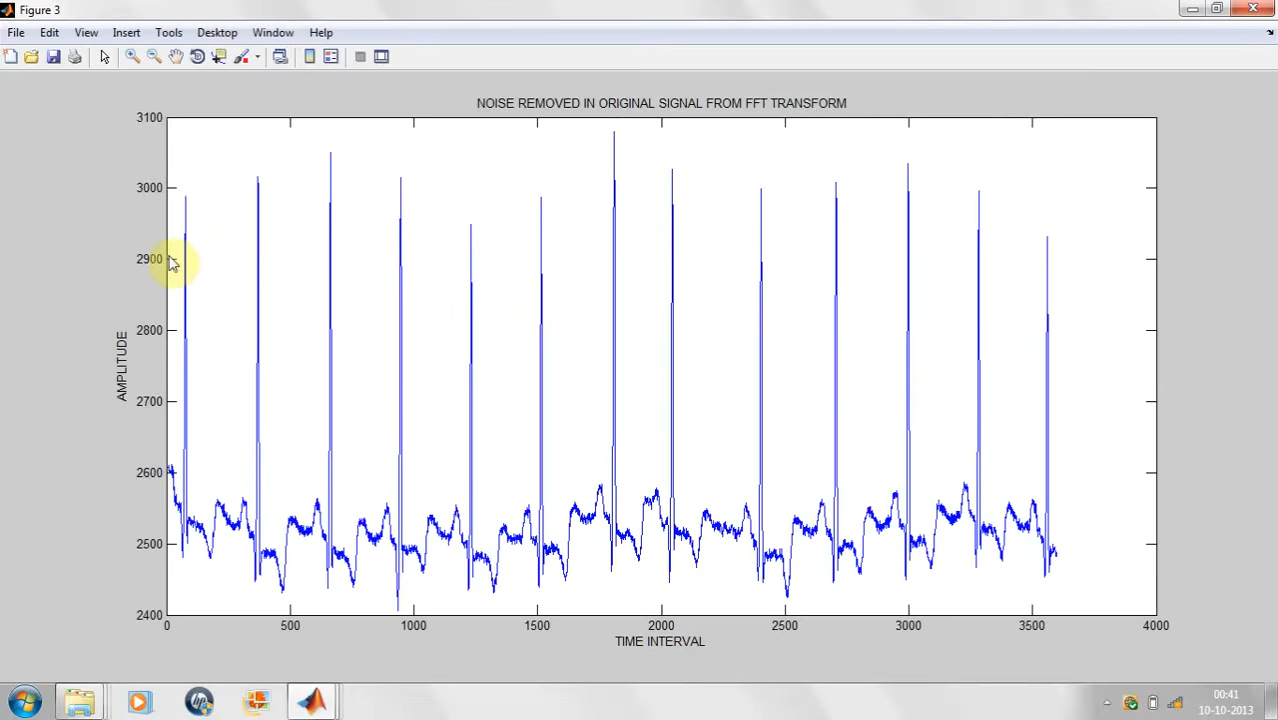 Figure 3
File Edit View Insert Tools Desktop Window Help
NOISE REMOVED IN ORIGINAL SIGNAL FROM FFT TRANSFORM
3100
3000
2900
2800
2700
2600
2500
2400
AMPLITUDE
0 500 1000 1500 2000 2500 3000 3500 4000
TIME INTERVAL
00:41
10-10-2013